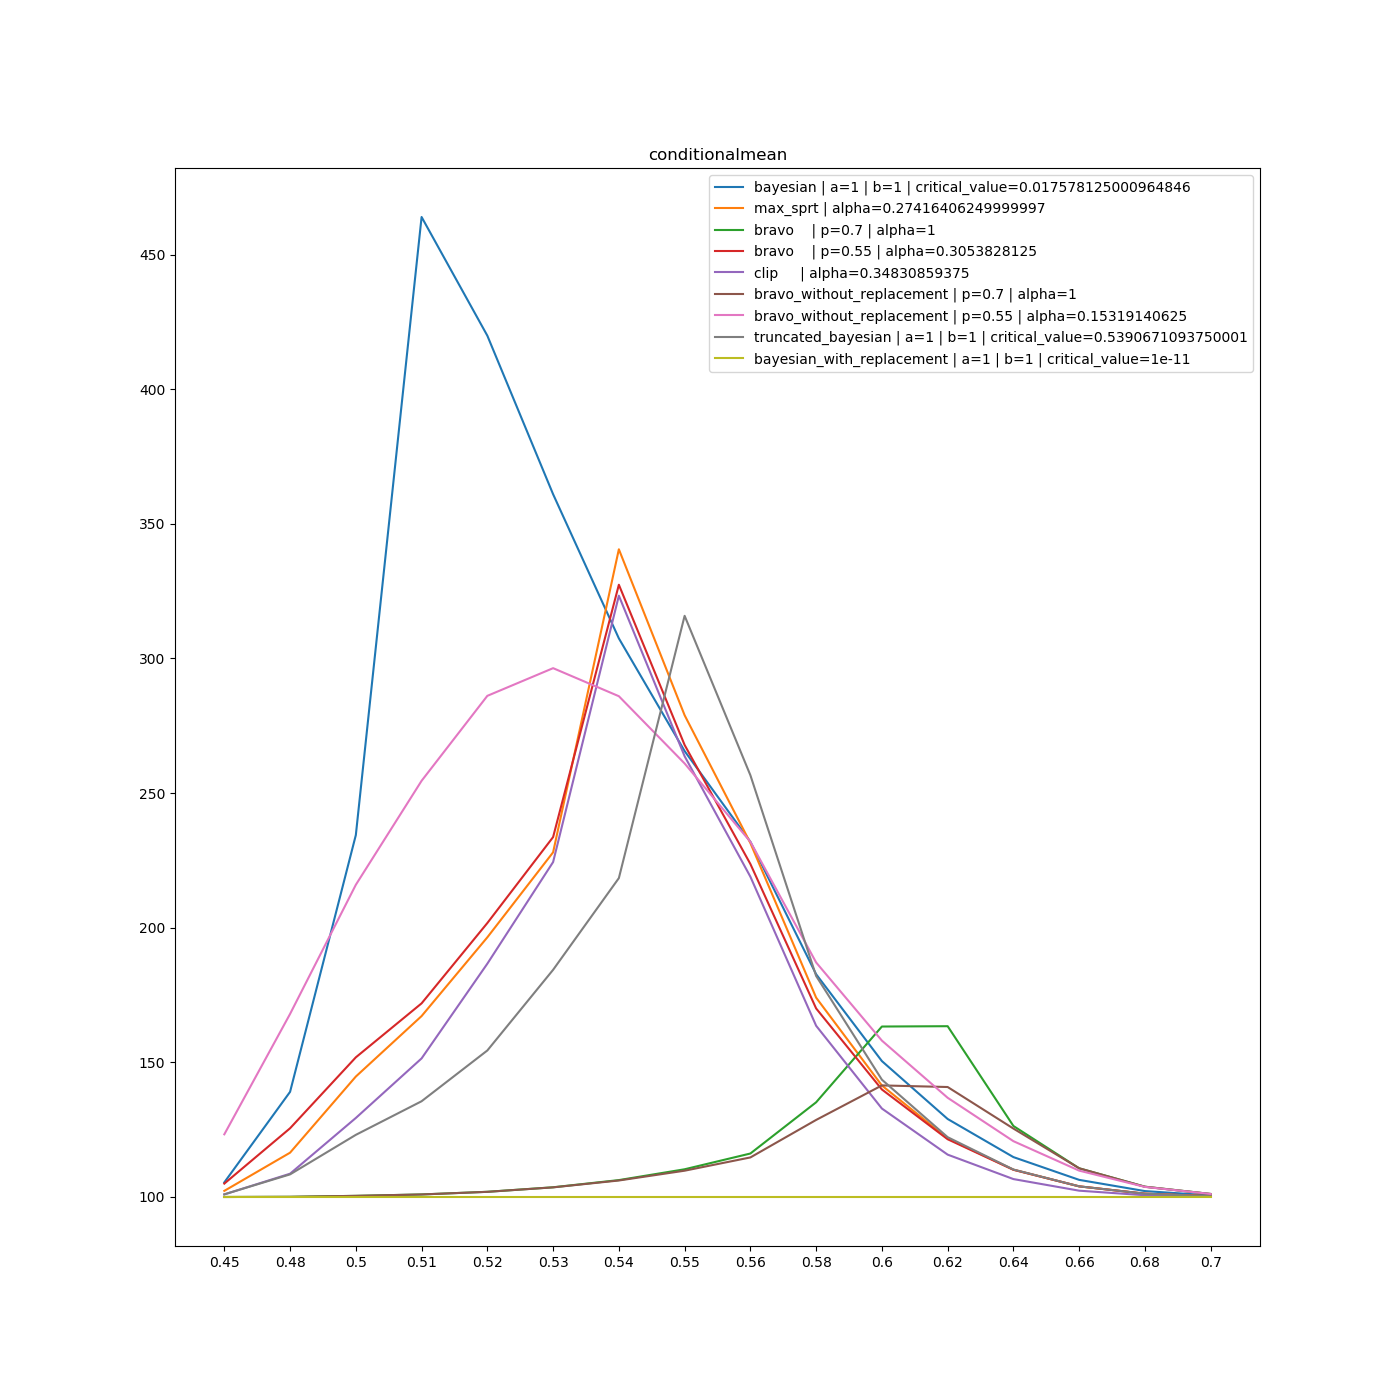 conditionalmean
bayesian | a=1 | b=1 | critical_value=0.017578125000964846
max_sprt | alpha=0.27416406249999997
bravo    | p=0.7 | alpha=1
bravo    | p=0.55 | alpha=0.3053828125
clip     | alpha=0.34830859375
bravo_without_replacement | p=0.7 | alpha=1
bravo_without_replacement | p=0.55 | alpha=0.15319140625
truncated_bayesian | a=1 | b=1 | critical_value=0.5390671093750001
bayesian_with_replacement | a=1 | b=1 | critical_value=1e-11
450
400
350
300
250
200
150
100
0.45 0.48 0.5 0.51 0.52 0.53 0.54 0.55 0.56 0.58 0.6 0.62 0.64 0.66 0.68 0.7